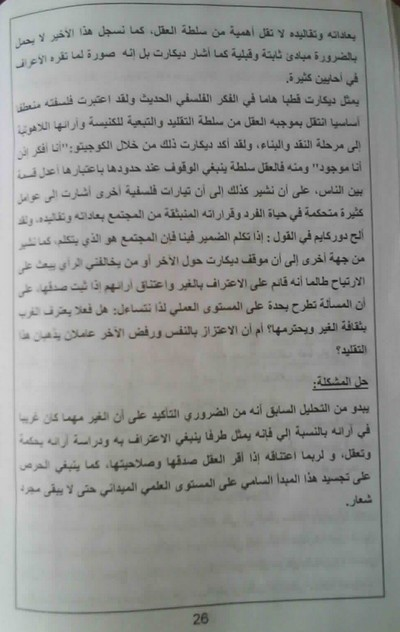 بعاداته وتقاليده لا تقل أهمية من سلطة العقل، كما نسجل هذا الأخير لا يحمل
بالضرورة مبادئ ثابتة وقبلية كما أشار ديكارت بل إنه صورة لما تقره الأعراف
في أحايين كثيرة.
يمثل ديكارت قطبا هاما في الفكر الفلسفي الحديث ولقد اعتبرت فلسفته منعطفا
أساسيا انتقل بموجبه العقل من سلطة التقليد والتبعية للكنيسة وآرائها اللاهوتية
إلى مرحلة النقد والبناء، ولقد أكد ديكارت ذلك من خلال الكوجيتو:"أنا أفكر إذن
أنا موجود" ومنه فالعقل سلطة ينبغي الوقوف عند حدودها باعتبارها أعدل قسمة
بين الناس، على أن نشير كذلك إلى أن تيارات فلسفية أخرى أشارت إلى عوامل
كثيرة متحكمة في حياة الفرد وقراراته المنبثقة من المجتمع بعاداته وتقاليده، ولقد
ألح دوركايم في القول : إذا تكلم الضمير فينا فإن المجتمع هو الذي يتكلم، كما نشير
من جهة أخرى إلى أن موقف ديكارت حول الآخر أو من يخالفني الرأي يبعث على
الارتياح طالما أنه قائم على الاعتراف بالغير واعتناق آرائهم إذا ثبت صدقها، على
أن المسألة تطرح بحدة على المستوى العملي لذا نتساءل: هل فعلا يعترف الغرب
بثقافة الغير ويحترمها؟ أم أن الاعتزاز بالنفس ورفض الآخر عاملان يذهبان هذا
التقليد؟
حل المشكلة:
يبدو من التحليل السابق أنه من الضروري التأكيد على أن الغير مهما كان غريبا
في آرائه بالنسبة إلي فإنه يمثل طرفا ينبغي الاعتراف به ودراسة آرائه بحكمة
وتعقل، و لربما أعتناقه إذا أقر العقل صدقها وصلاحيتها، كما ينبغي الحرص
على تجسيد هذا المبدأ السامي على المستوى العلمي الميداني حتى لا يبقى مجرد
شعار.
26